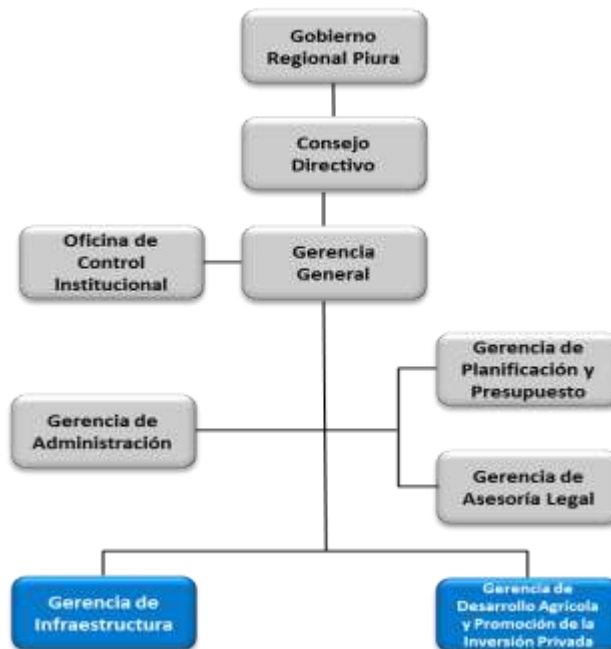 Gobierno
Regional Piura
Consejo
Directivo
Oficina de
Control
Institucional
Gerencia
General
Gerencia de
Planificación y
Presupuesto
Gerencia de
Administración
Gerencia de
Asesoría Legal
Gerencia de
Infraestructura
Gerencia de
Desarrollo Agrícola
y Promoción de la
Inversión Privada